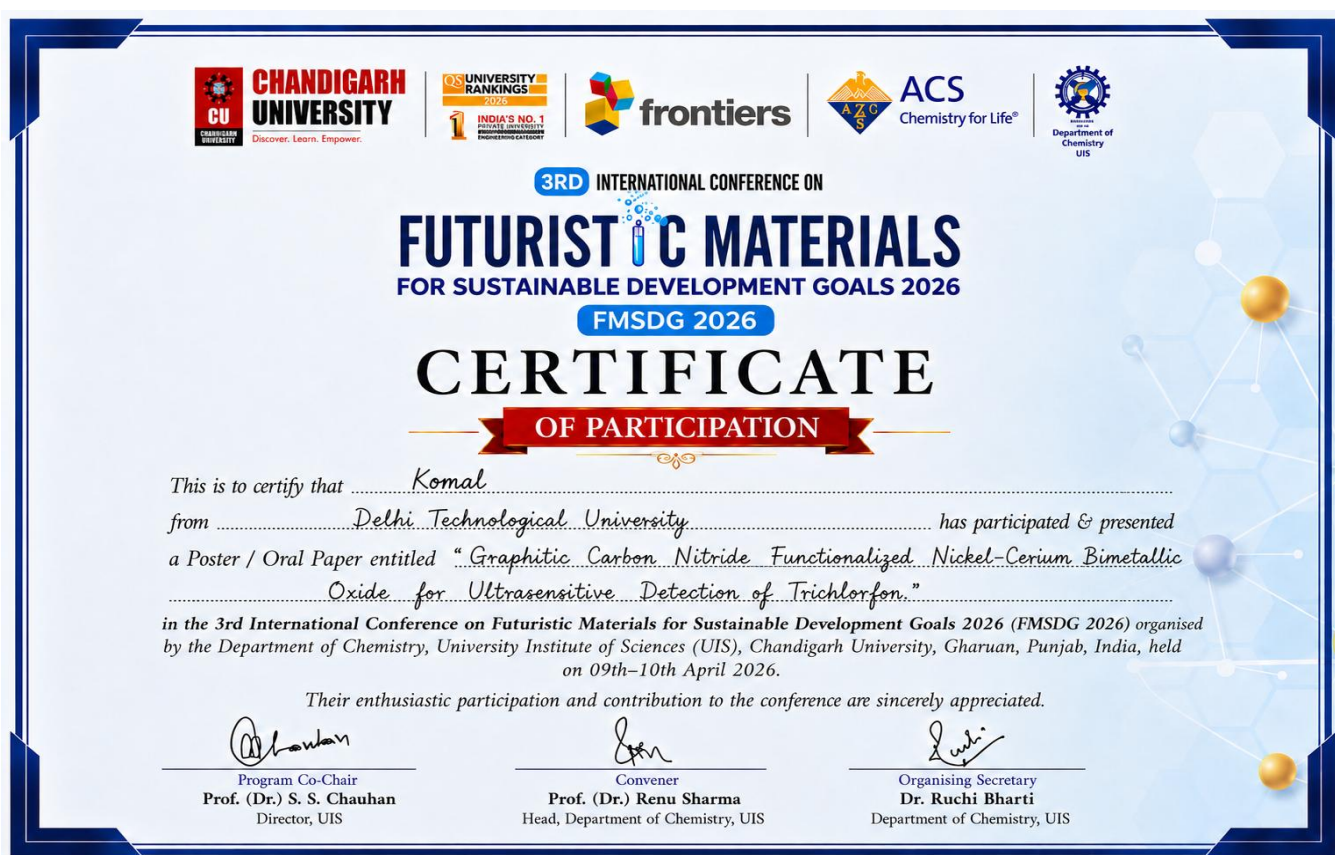 CHANDIGARH
UNIVERSITY
Discover. Learn. Empower.
CU
CHANDIGARH
UNIVERSITY
QS UNIVERSITY
RANKINGS
2026
1 INDIA'S NO. 1
PRIVATE UNIVERSITY
ENGINEERING CATEGORY
frontiers
ACS
Chemistry for Life®
Department of
Chemistry
UIS
3RD INTERNATIONAL CONFERENCE ON
FUTURISTIC MATERIALS
FOR SUSTAINABLE DEVELOPMENT GOALS 2026
FMSDG 2026
CERTIFICATE
OF PARTICIPATION
This is to certify that Komal
from Delhi Technological University has participated & presented
a Poster / Oral Paper entitled “Graphitic Carbon Nitride Functionalized Nickel-Cerium Bimetallic
Oxide for Ultrasensitive Detection of Trichlorfon.”
in the 3rd International Conference on Futuristic Materials for Sustainable Development Goals 2026 (FMSDG 2026) organised
by the Department of Chemistry, University Institute of Sciences (UIS), Chandigarh University, Gharuan, Punjab, India, held
on 09th–10th April 2026.
Their enthusiastic participation and contribution to the conference are sincerely appreciated.
Program Co-Chair
Prof. (Dr.) S. S. Chauhan
Director, UIS
Convener
Prof. (Dr.) Renu Sharma
Head, Department of Chemistry, UIS
Organising Secretary
Dr. Ruchi Bharti
Department of Chemistry, UIS